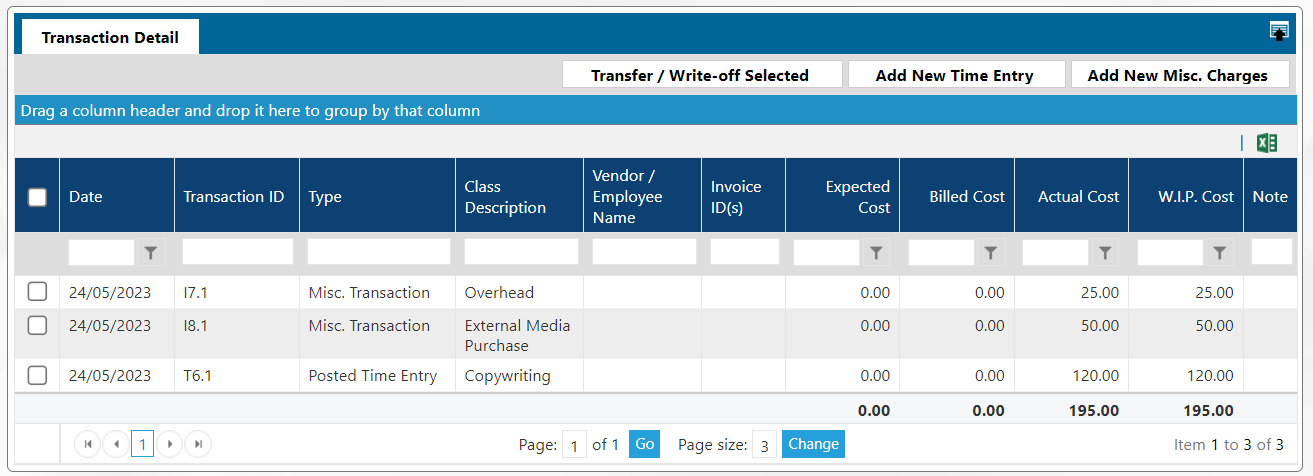 Transaction Detail
Transfer / Write-off Selected Add New Time Entry Add New Misc. Charges
Drag a column header and drop it here to group by that column
Date Transaction ID Type Class Description Vendor / Employee Name Invoice ID(s) Expected Cost Billed Cost Actual Cost W.I.P. Cost Note
24/05/2023 I7.1 Misc. Transaction Overhead 0.00 0.00 25.00 25.00
24/05/2023 I8.1 Misc. Transaction External Media Purchase 0.00 0.00 50.00 50.00
24/05/2023 T6.1 Posted Time Entry Copywriting 0.00 0.00 120.00 120.00
0.00 0.00 195.00 195.00
1 Page: 1 of 1 Go Page size: 3 Change Item 1 to 3 of 3